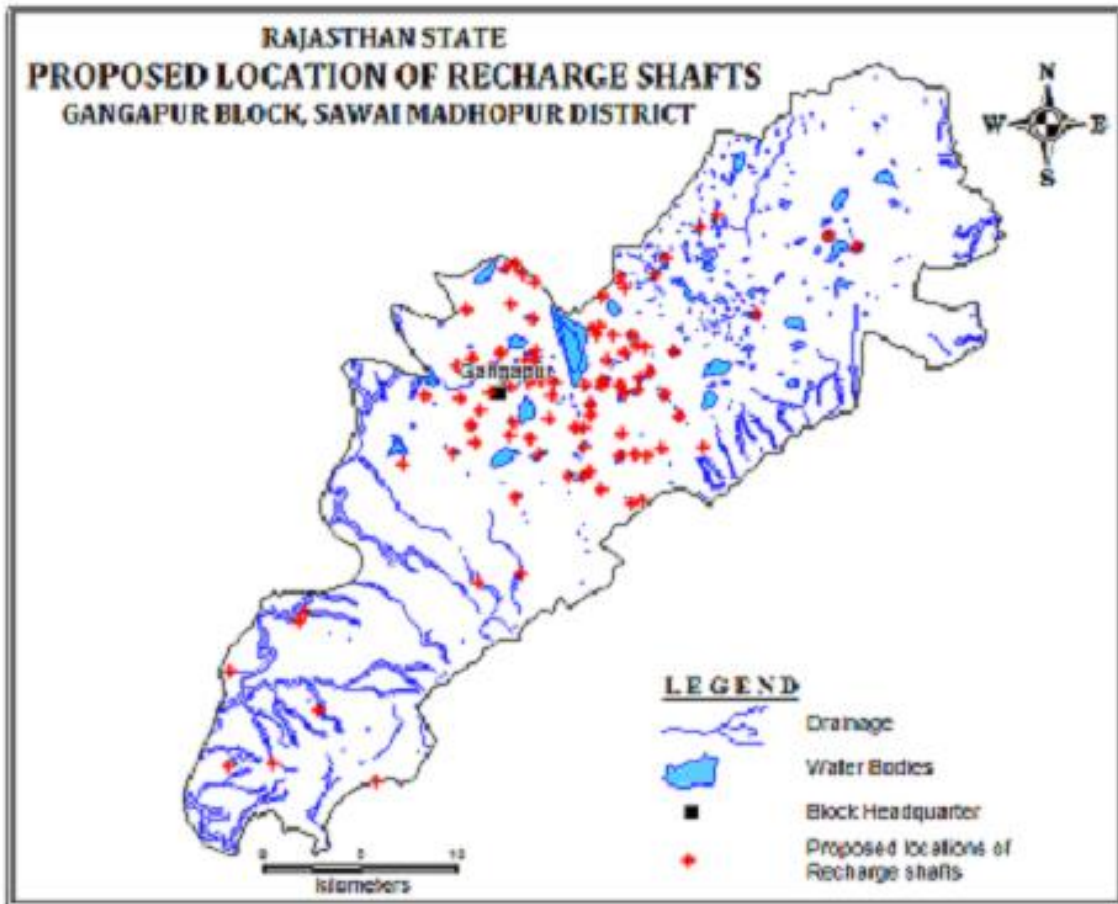 RAJASTHAN STATE
PROPOSED LOCATION OF RECHARGE SHAFTS
GANGAPUR BLOCK, SAWAI MADHOPUR DISTRICT
N
W E
S
Gangapur
LEGEND
Drainage
Water Bodies
Block Headquarter
Proposed locations of
Recharge shafts
0 5 10
kilometers